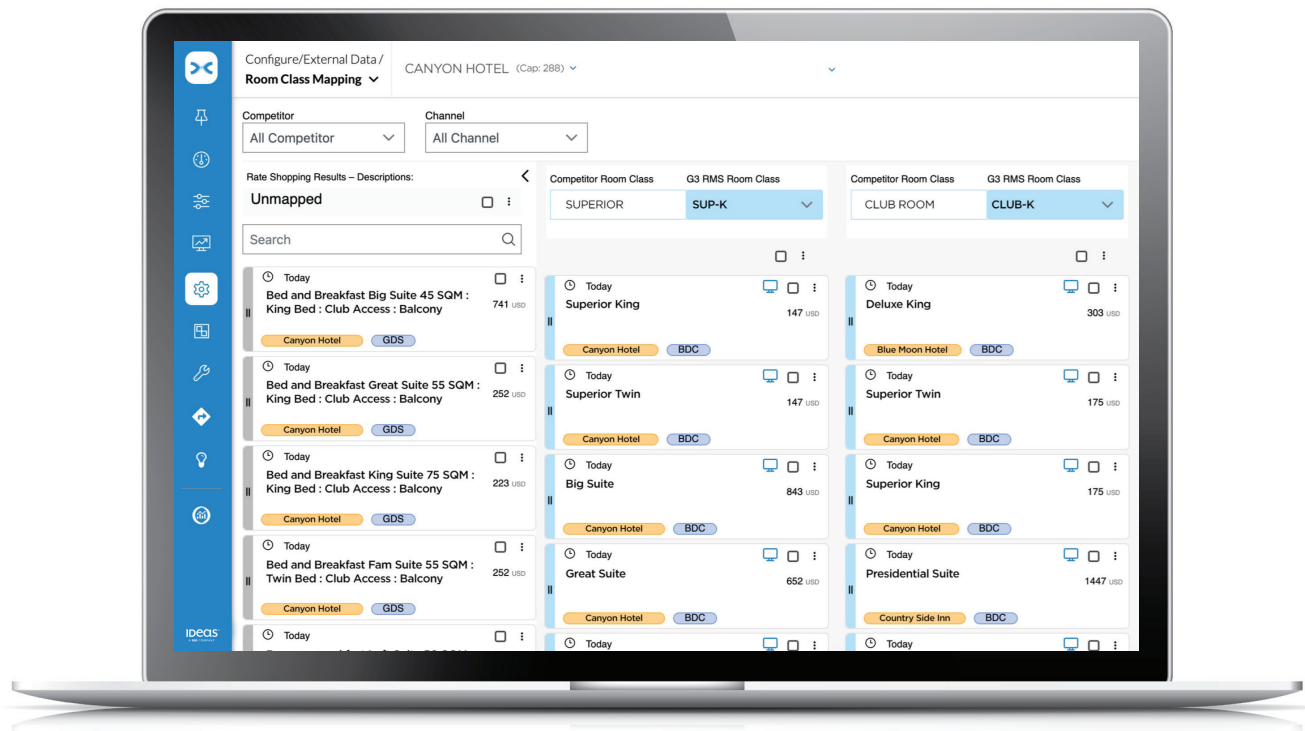 Configure/External Data/
Room Class Mapping
CANYON HOTEL (Cap: 288)
Competitor
All Competitor
Channel
All Channel
Rate Shopping Results – Descriptions:
Unmapped
Search
Today
Bed and Breakfast Big Suite 45 SQM :
King Bed : Club Access : Balcony
741 USD
Canyon Hotel GDS
Today
Bed and Breakfast Great Suite 55 SQM :
King Bed : Club Access : Balcony
252 USD
Canyon Hotel GDS
Today
Bed and Breakfast King Suite 75 SQM :
King Bed : Club Access : Balcony
223 USD
Canyon Hotel GDS
Today
Bed and Breakfast Fam Suite 55 SQM :
Twin Bed : Club Access : Balcony
252 USD
Canyon Hotel GDS
Today
Competitor Room Class G3 RMS Room Class
SUPERIOR SUP-K
Today
Superior King
147 USD
Canyon Hotel BDC
Today
Superior Twin
147 USD
Canyon Hotel BDC
Today
Big Suite
843 USD
Canyon Hotel BDC
Today
Great Suite
652 USD
Canyon Hotel BDC
Today
Competitor Room Class G3 RMS Room Class
CLUB ROOM CLUB-K
Today
Deluxe King
303 USD
Blue Moon Hotel BDC
Today
Superior Twin
175 USD
Canyon Hotel BDC
Today
Superior King
175 USD
Canyon Hotel BDC
Today
Presidential Suite
1447 USD
Country Side Inn BDC
Today
IDeaS